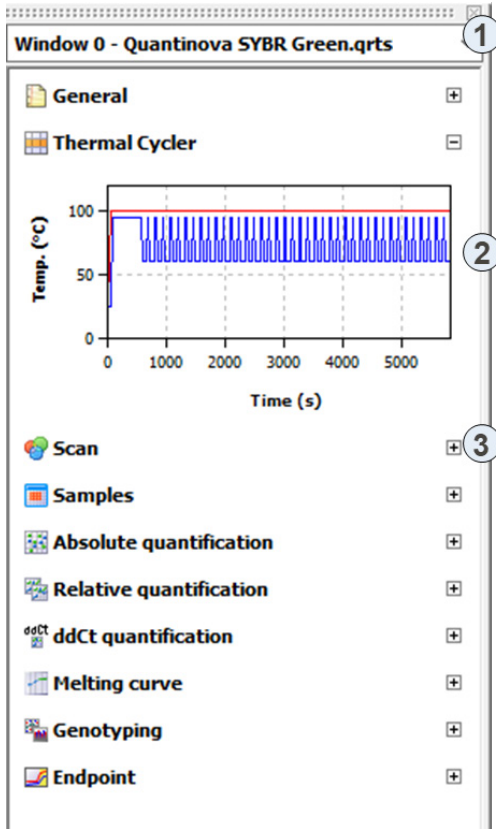 Window 0 - Quantinova SYBR Green.qrts
1
General
Thermal Cycler
Temp. (°C)
100
50
0
0 1000 2000 3000 4000 5000
Time (s)
2
Scan
3
Samples
Absolute quantification
Relative quantification
ddCt ddCt quantification
Melting curve
Genotyping
Endpoint